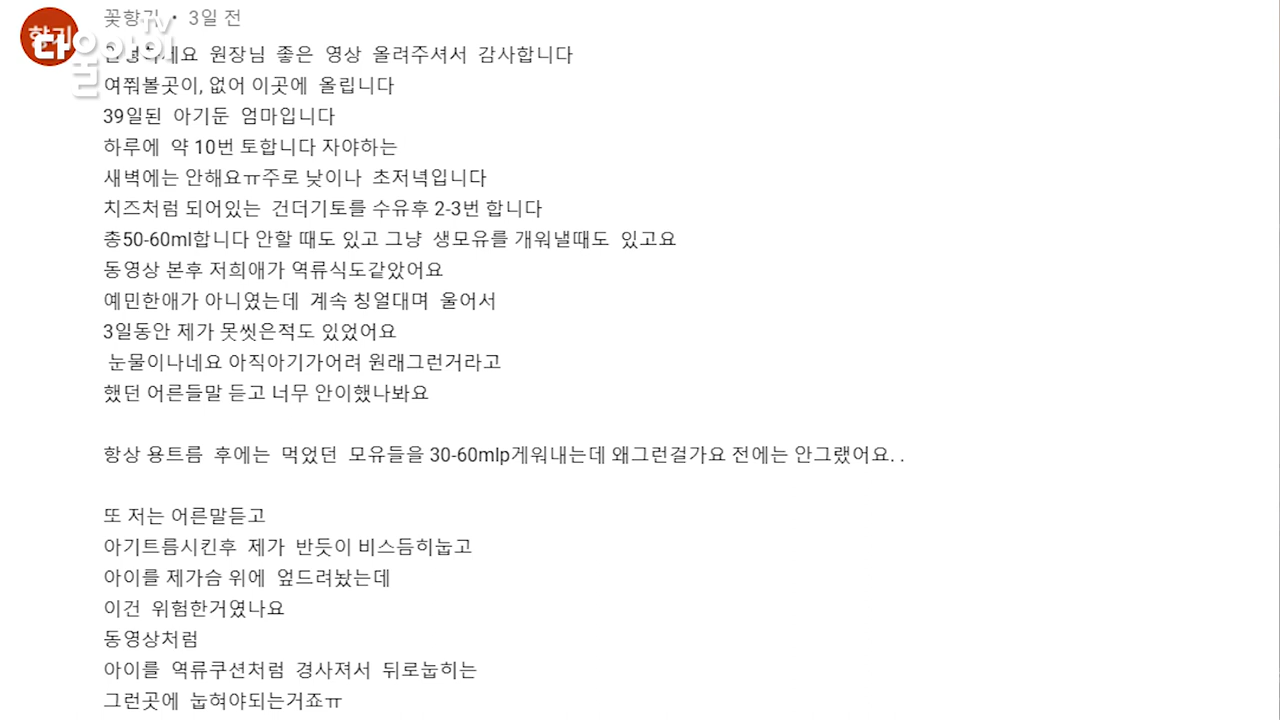 꽃향기 • 3일 전
향기
다울아이 TV
안녕하세요 원장님 좋은 영상 올려주셔서 감사합니다
여쭤볼곳이, 없어 이곳에 올립니다
39일된 아기둔 엄마입니다
하루에 약 10번 토합니다 자야하는
새벽에는 안해요ㅠ주로 낮이나 초저녁입니다
치즈처럼 되어있는 건더기토를 수유후 2-3번 합니다
총50-60ml합니다 안할 때도 있고 그냥 생모유를 개워낼때도 있고요
동영상 본후 저희애가 역류식도같았어요
예민한애가 아니였는데 계속 칭얼대며 울어서
3일동안 제가 못씻은적도 있었어요
눈물이나네요 아직아기가어려 원래그런거라고
했던 어른들말 듣고 너무 안이했나봐요
항상 용트름 후에는 먹었던 모유들을 30-60mlp게워내는데 왜그런걸가요 전에는 안그랬어요. .
또 저는 어른말듣고
아기트름시킨후 제가 반듯이 비스듬히눕고
아이를 제가슴 위에 엎드려놨는데
이건 위험한거였나요
동영상처럼
아이를 역류쿠션처럼 경사져서 뒤로눕히는
그런곳에 눕혀야되는거죠ㅠ